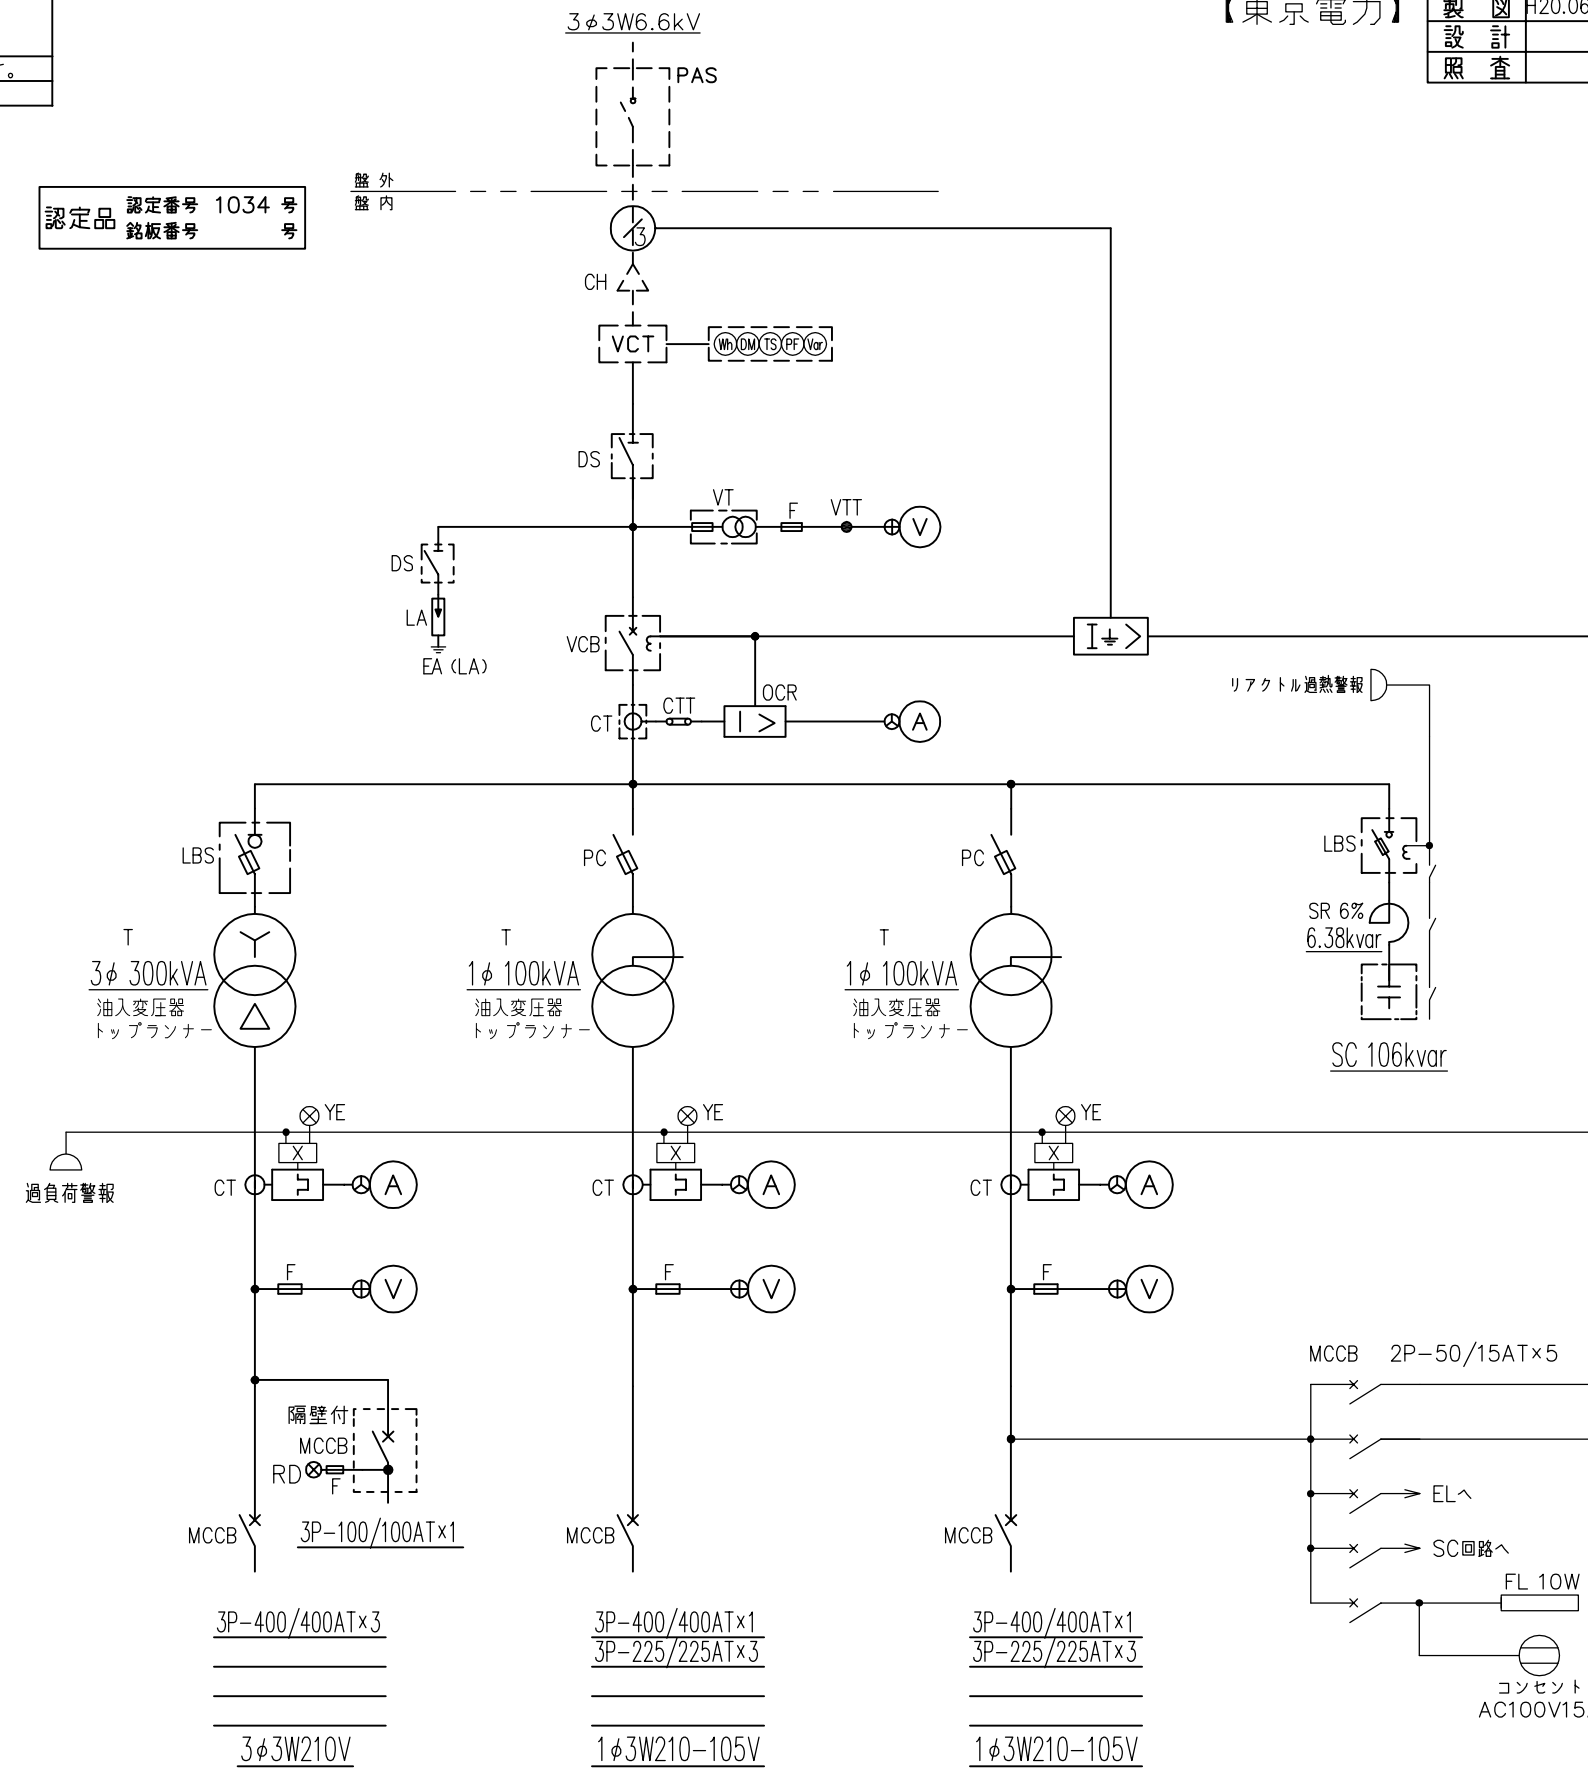 3φ3W6.6kV
【東京電力】
製 図 H20.06
設 計
照 査
す。
PAS
盤 外
盤 内
認定品 認定番号 1034 号
銘板番号 号
3
CH
VCT
Wh DM TS PF Var
DS
VT
F
VTT
V
DS
LA
EA (LA)
VCB
I >
リアクトル過熱警報
OCR
CT
CTT
I >
A
LBS
PC
PC
LBS
T
3φ 300kVA
油入変圧器
トップランナー
T
1φ 100kVA
油入変圧器
トップランナー
T
1φ 100kVA
油入変圧器
トップランナー
SR 6%
6.38kvar
SC 106kvar
YE
YE
YE
X
X
X
過負荷警報
CT
A
CT
A
CT
A
F
V
F
V
F
V
隔壁付
MCCB
RD
F
3P-100/100AT×1
MCCB
MCCB
MCCB
MCCB 2P-50/15AT×5
ELへ
SC回路へ
FL 10W
コンセント
AC100V15
3P-400/400AT×3
3φ3W210V
3P-400/400AT×1
3P-225/225AT×3
1φ3W210-105V
3P-400/400AT×1
3P-225/225AT×3
1φ3W210-105V